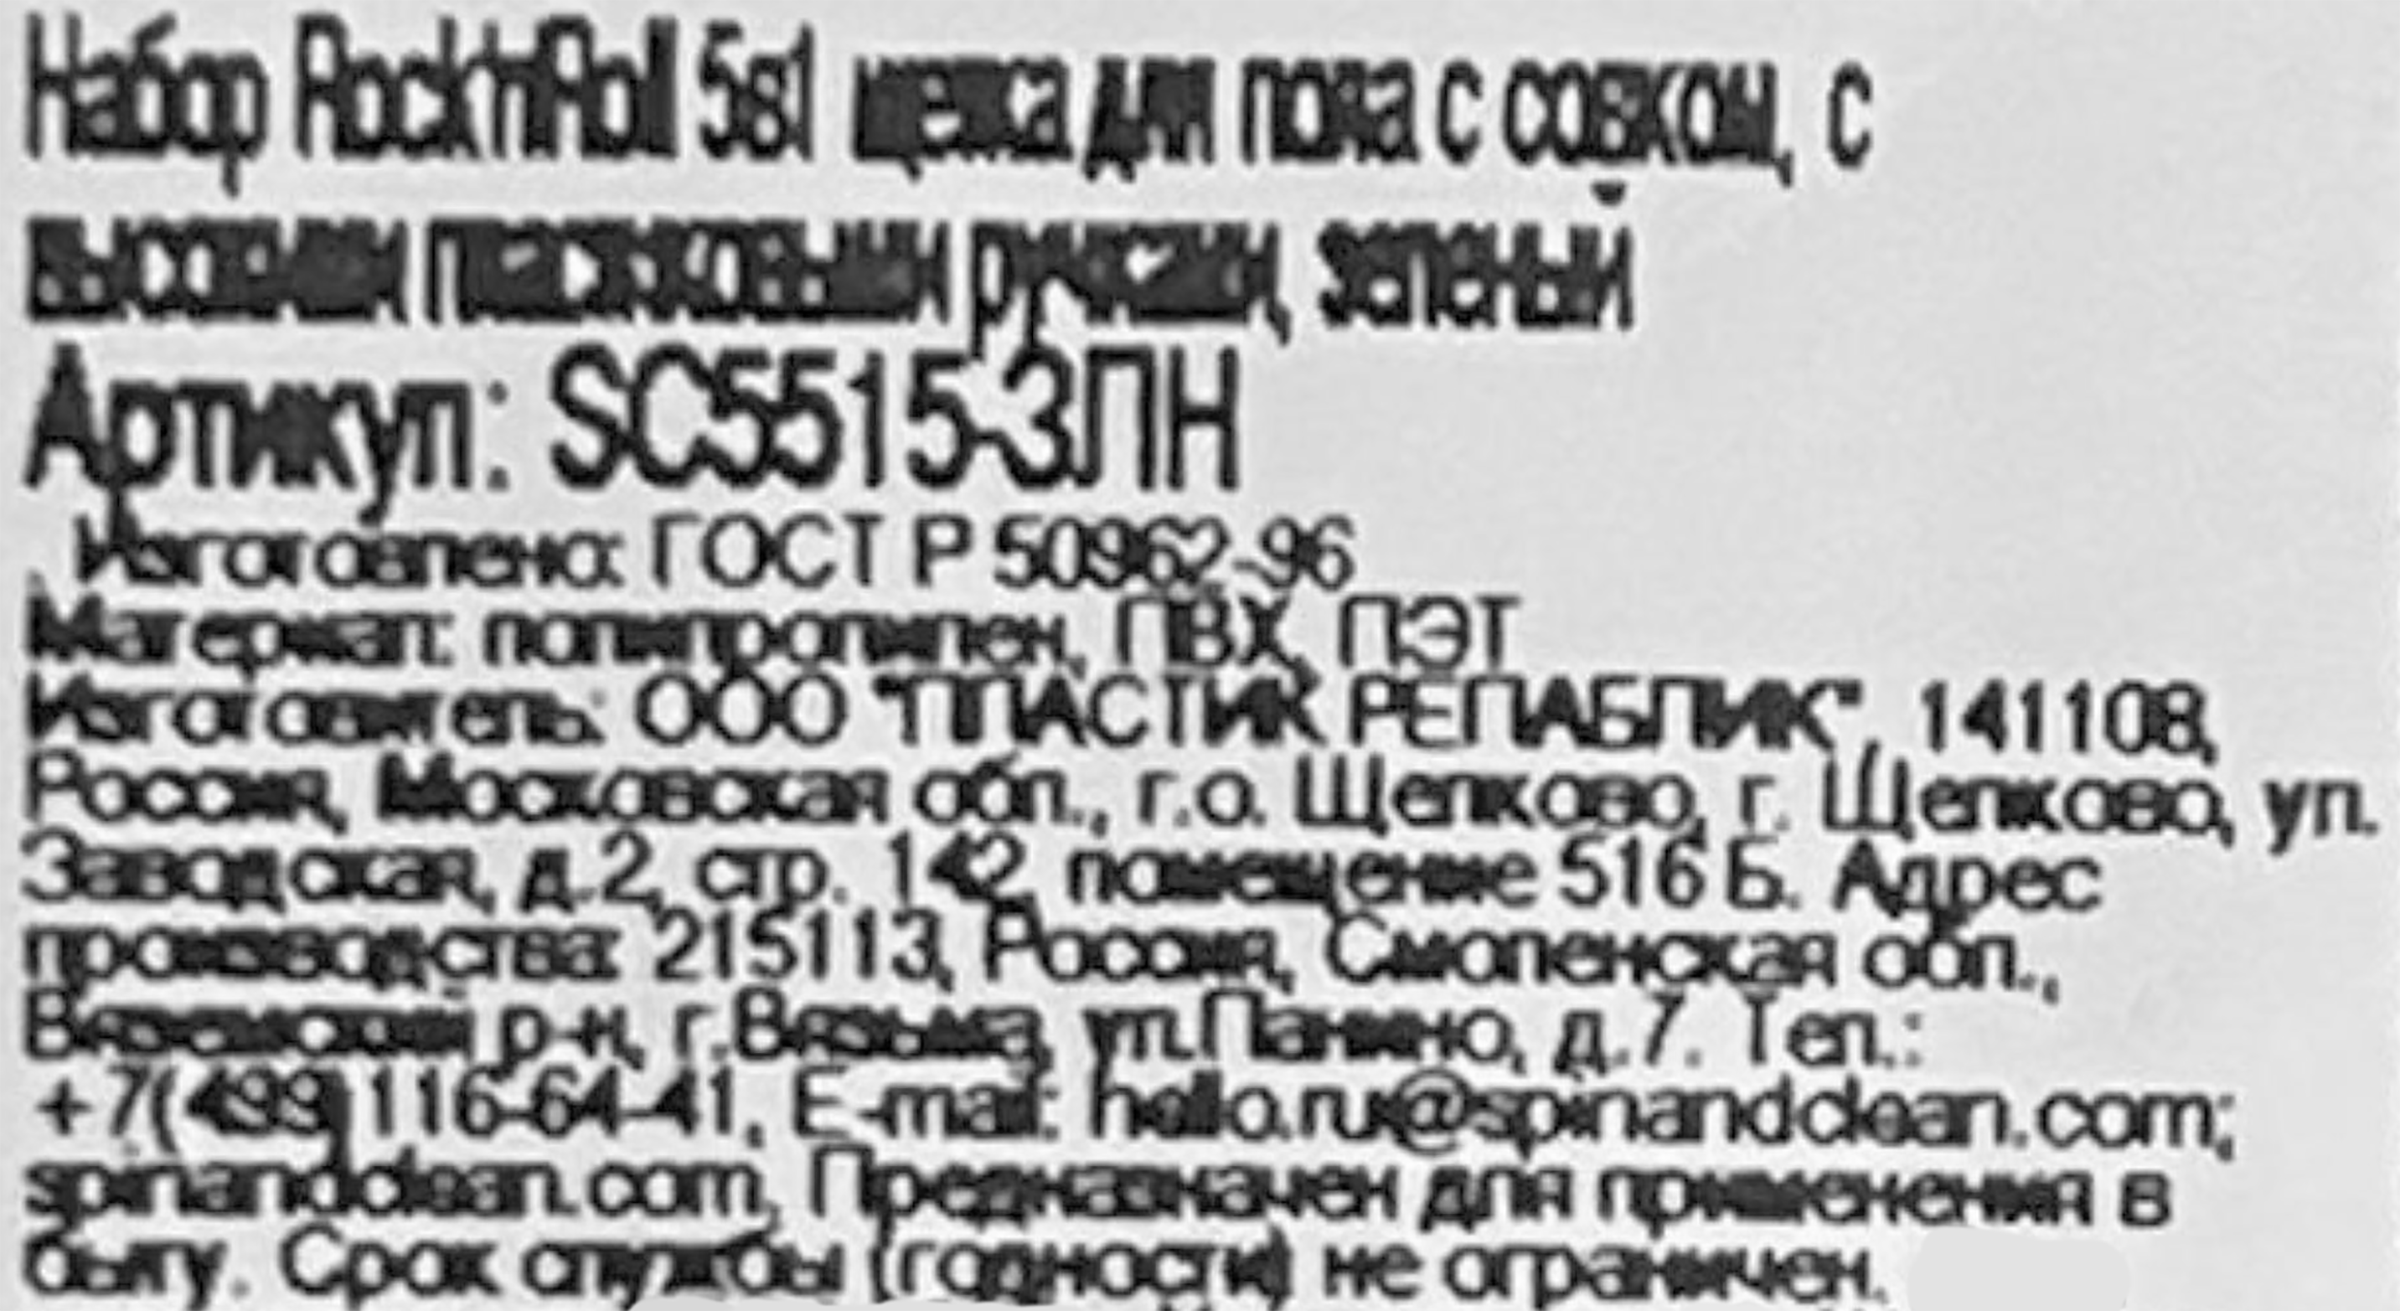 Набор Rock'n'Roll 5в1 щетка для пола с совком, с
высокими пластиковыми ручками, зеленый
Артикул: SC5515-ЗЛН
Изготовлено: ГОСТ Р 50962-96
Материал: полипропилен, ПВХ, ПЭТ
Изготовитель: ООО "ПЛАСТИК РЕПАБЛИК", 141108,
Россия, Московская обл., г.о. Щелково, г. Щелково, ул.
Заводская, д.2, стр. 142, помещение 516 Б. Адрес
производства: 215113, Россия, Смоленская обл.,
Вяземский р-н, г.Вязьма, ул.Панино, д.7. Тел.:
+7(499)116-64-41, E-mail: hello.ru@spinandclean.com;
spinandclean.com, Предназначен для применения в
быту. Срок службы (годности) не ограничен.